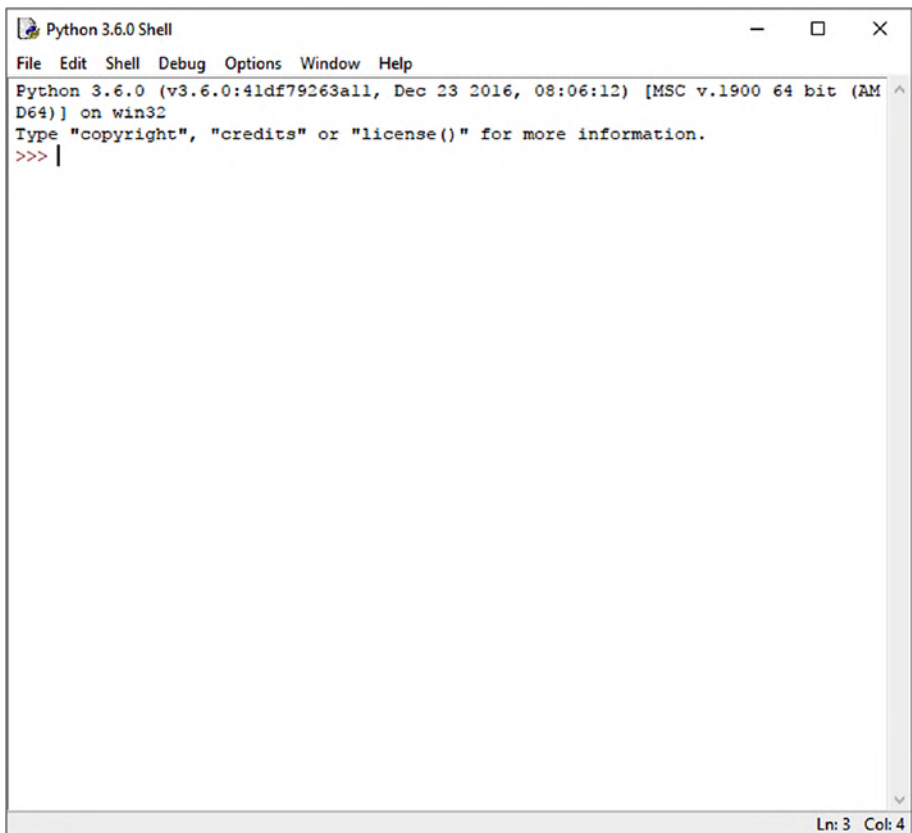 Python 3.6.0 Shell
File Edit Shell Debug Options Window Help
Python 3.6.0 (v3.6.0:41df79263a11, Dec 23 2016, 08:06:12) [MSC v.1900 64 bit (AM
D64)] on win32
Type "copyright", "credits" or "license()" for more information.
>>>
Ln: 3 Col: 4